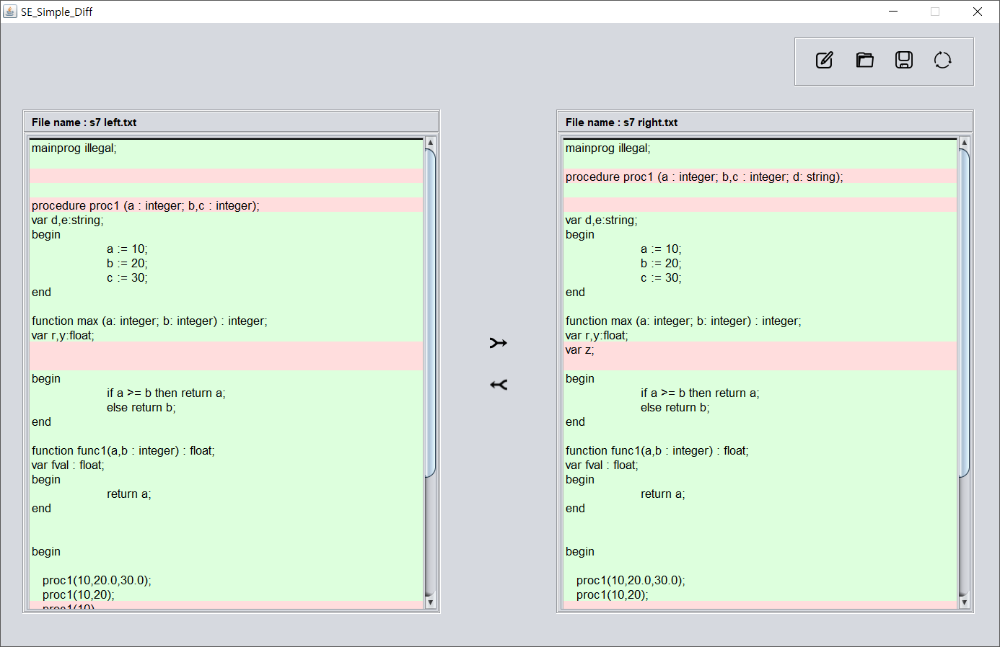 SE_Simple_Diff
File name : s7 left.txt
mainprog illegal;
procedure proc1 (a : integer; b,c : integer);
var d,e:string;
begin
a := 10;
b := 20;
c := 30;
end
function max (a: integer; b: integer) : integer;
var r,y:float;
begin
if a >= b then return a;
else return b;
end
function func1(a,b : integer) : float;
var fval : float;
begin
return a;
end
begin
proc1(10,20.0,30.0);
proc1(10,20);
proc1(10)
File name : s7 right.txt
mainprog illegal;
procedure proc1 (a : integer; b,c : integer; d: string);
var d,e:string;
begin
a := 10;
b := 20;
c := 30;
end
function max (a: integer; b: integer) : integer;
var r,y:float;
var z;
begin
if a >= b then return a;
else return b;
end
function func1(a,b : integer) : float;
var fval : float;
begin
return a;
end
begin
proc1(10,20.0,30.0);
proc1(10,20);